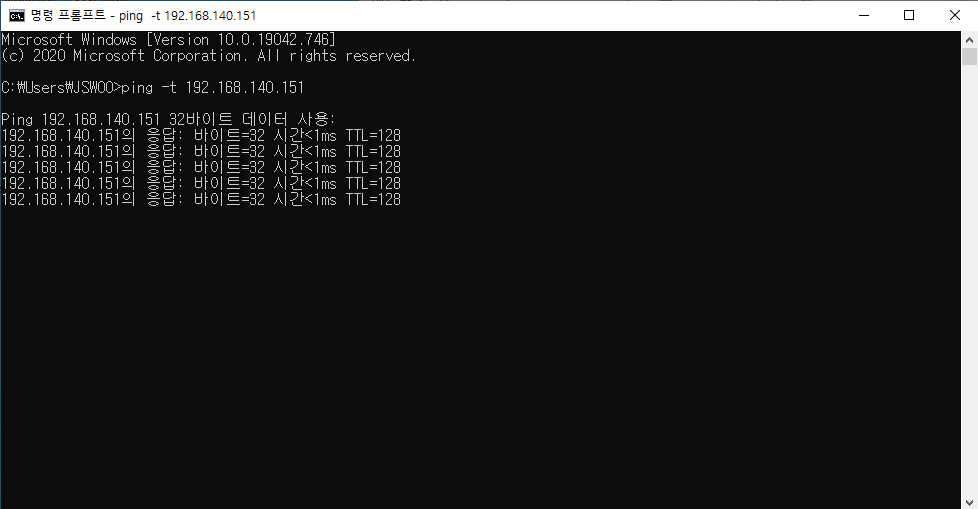 명령 프롬프트 - ping  -t 192.168.140.151
Microsoft Windows [Version 10.0.19042.746]
(c) 2020 Microsoft Corporation. All rights reserved.
C:₩Users₩JSWOO>ping -t 192.168.140.151
Ping 192.168.140.151 32바이트 데이터 사용:
192.168.140.151의 응답: 바이트=32 시간<1ms TTL=128
192.168.140.151의 응답: 바이트=32 시간<1ms TTL=128
192.168.140.151의 응답: 바이트=32 시간<1ms TTL=128
192.168.140.151의 응답: 바이트=32 시간<1ms TTL=128
192.168.140.151의 응답: 바이트=32 시간<1ms TTL=128